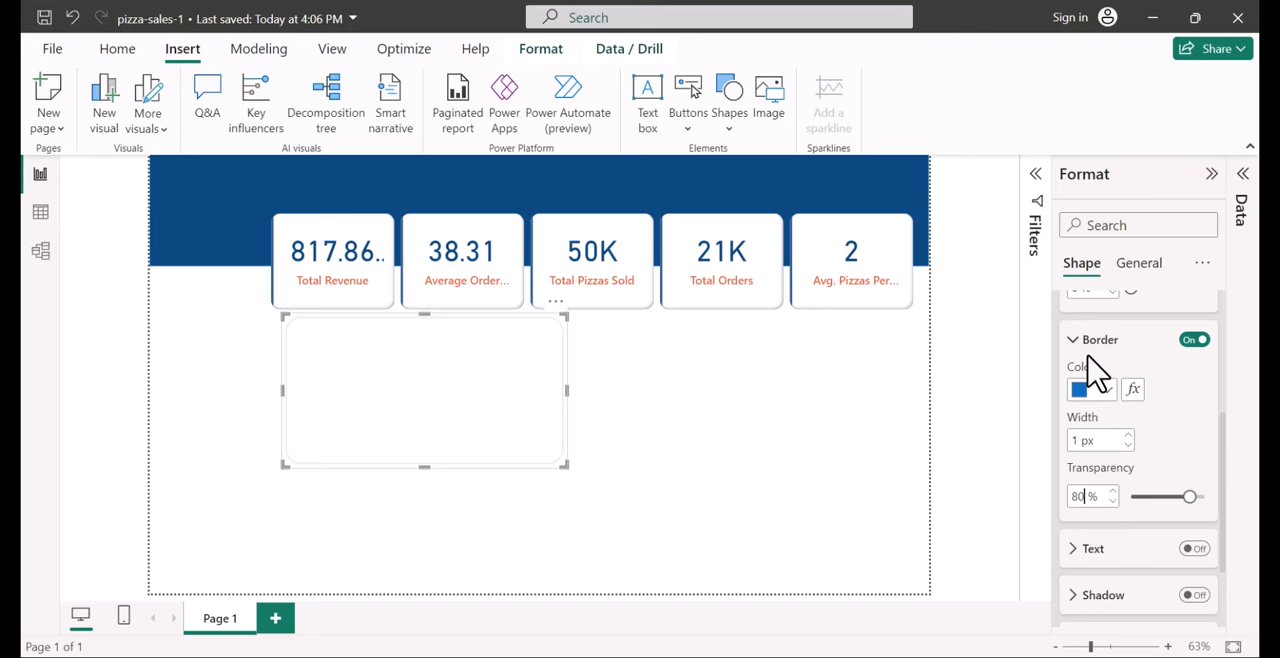 pizza-sales-1 • Last saved: Today at 4:06 PM
Search
Sign in
File Home Insert Modeling View Optimize Help Format Data / Drill
Share
New page
New visual
More visuals
Q&A
Key influencers
Decomposition tree
Smart narrative
Paginated report
Power Apps
Power Automate (preview)
Text box
Buttons
Shapes
Image
Add a sparkline
Pages Visuals AI visuals Power Platform Elements Sparklines
817.86..
Total Revenue
38.31
Average Order...
50K
Total Pizzas Sold
21K
Total Orders
2
Avg. Pizzas Per...
Filters
Format
Search
Shape General
Border On
fx
Width
1 px
Transparency
80 %
Text Off
Shadow Off
Data
Page 1
Page 1 of 1
63%